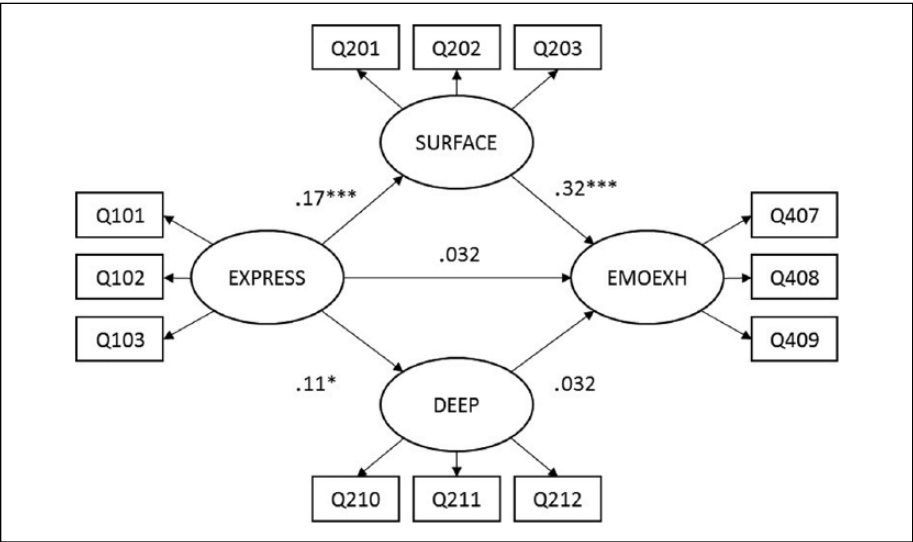 Q201 Q202 Q203
SURFACE
.17***
.32***
Q101
Q102
Q103
EXPRESS
.032
EMOEXH
Q407
Q408
Q409
.11*
.032
DEEP
Q210 Q211 Q212